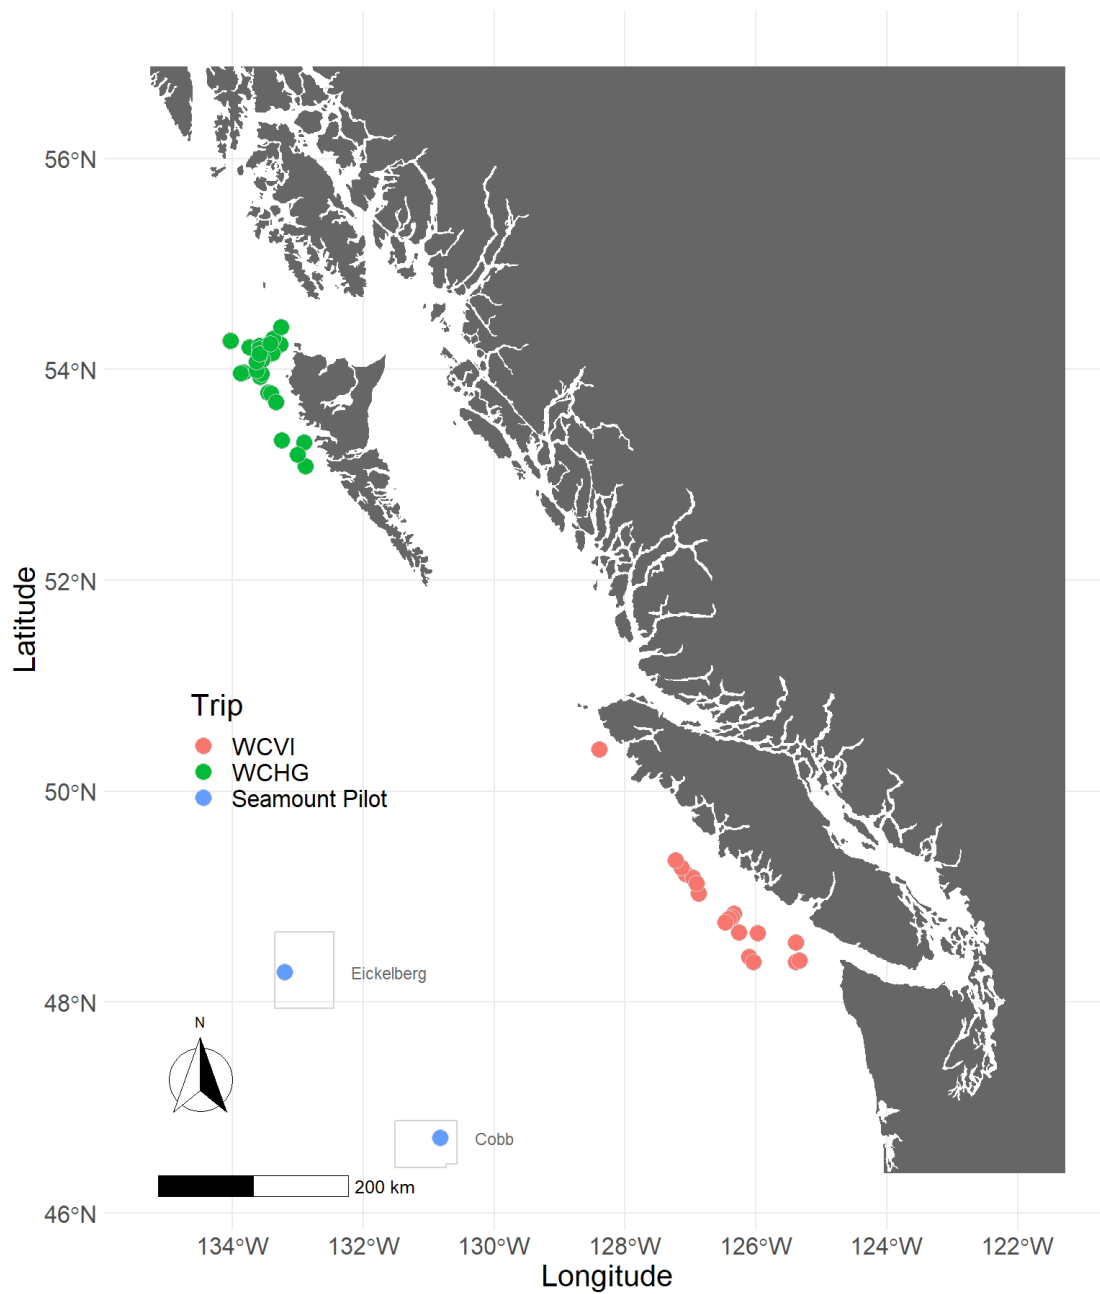 56°N
54°N
52°N
50°N
48°N
46°N
Latitude
Trip
WCVI
WCHG
Seamount Pilot
Eickelberg
N
Cobb
200 km
134°W 132°W 130°W 128°W 126°W 124°W 122°W
Longitude